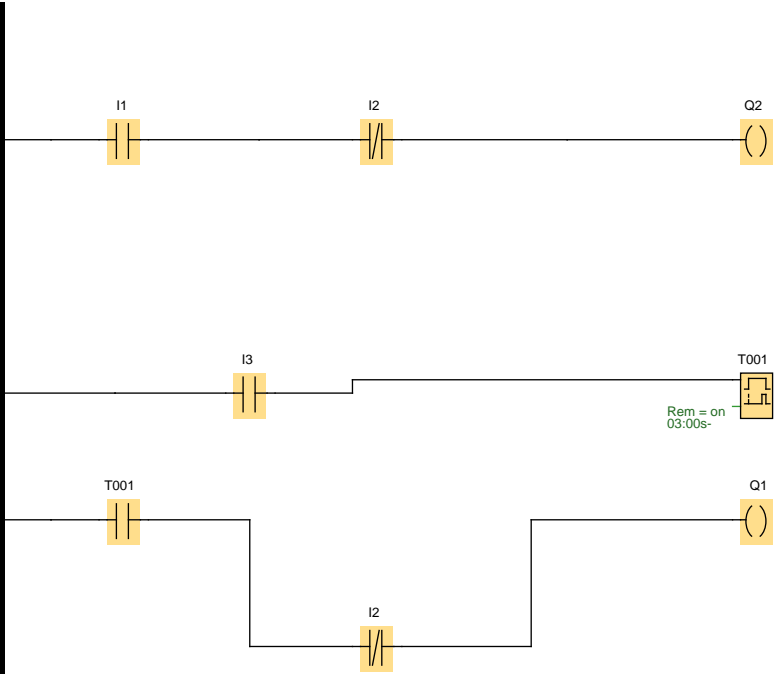 I1
I2
Q2
I3
T001
Rem = on
03:00s-
T001
Q1
I2